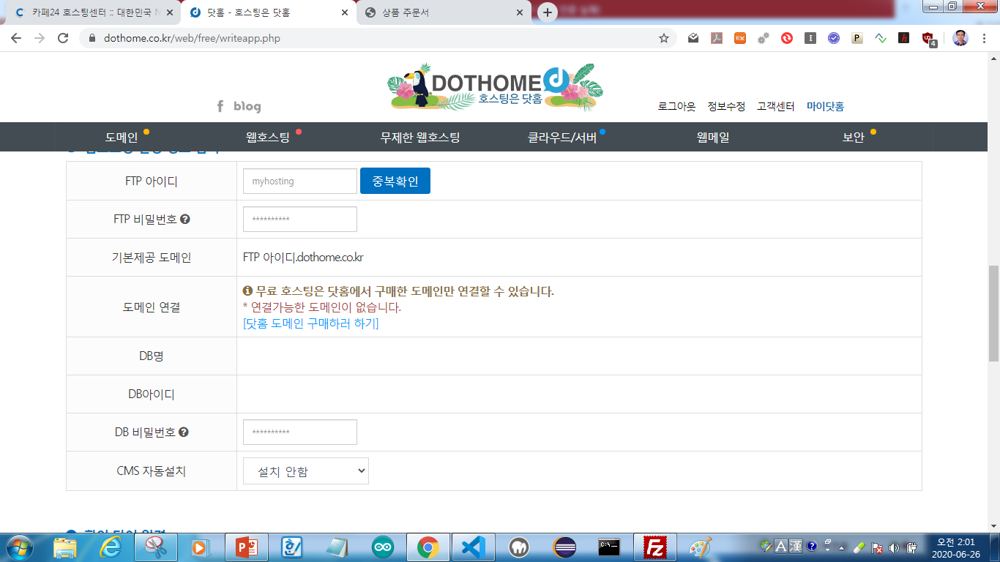 카페24 호스팅센터 :: 대한민국 N
닷홈 - 호스팅은 닷홈
상품 주문서
dothome.co.kr/web/free/writeapp.php
f blog
DOTHOME
호스팅은 닷홈
로그아웃 정보수정 고객센터 마이닷홈
도메인 웹호스팅 무제한 웹호스팅 클라우드/서버 웹메일 보안
FTP 아이디 myhosting 중복확인
FTP 비밀번호 **********
기본제공 도메인 FTP 아이디.dothome.co.kr
도메인 연결
무료 호스팅은 닷홈에서 구매한 도메인만 연결할 수 있습니다.
* 연결가능한 도메인이 없습니다.
[닷홈 도메인 구매하러 하기]
DB명
DB아이디
DB 비밀번호 **********
CMS 자동설치 설치 안함
오전 2:01
2020-06-26